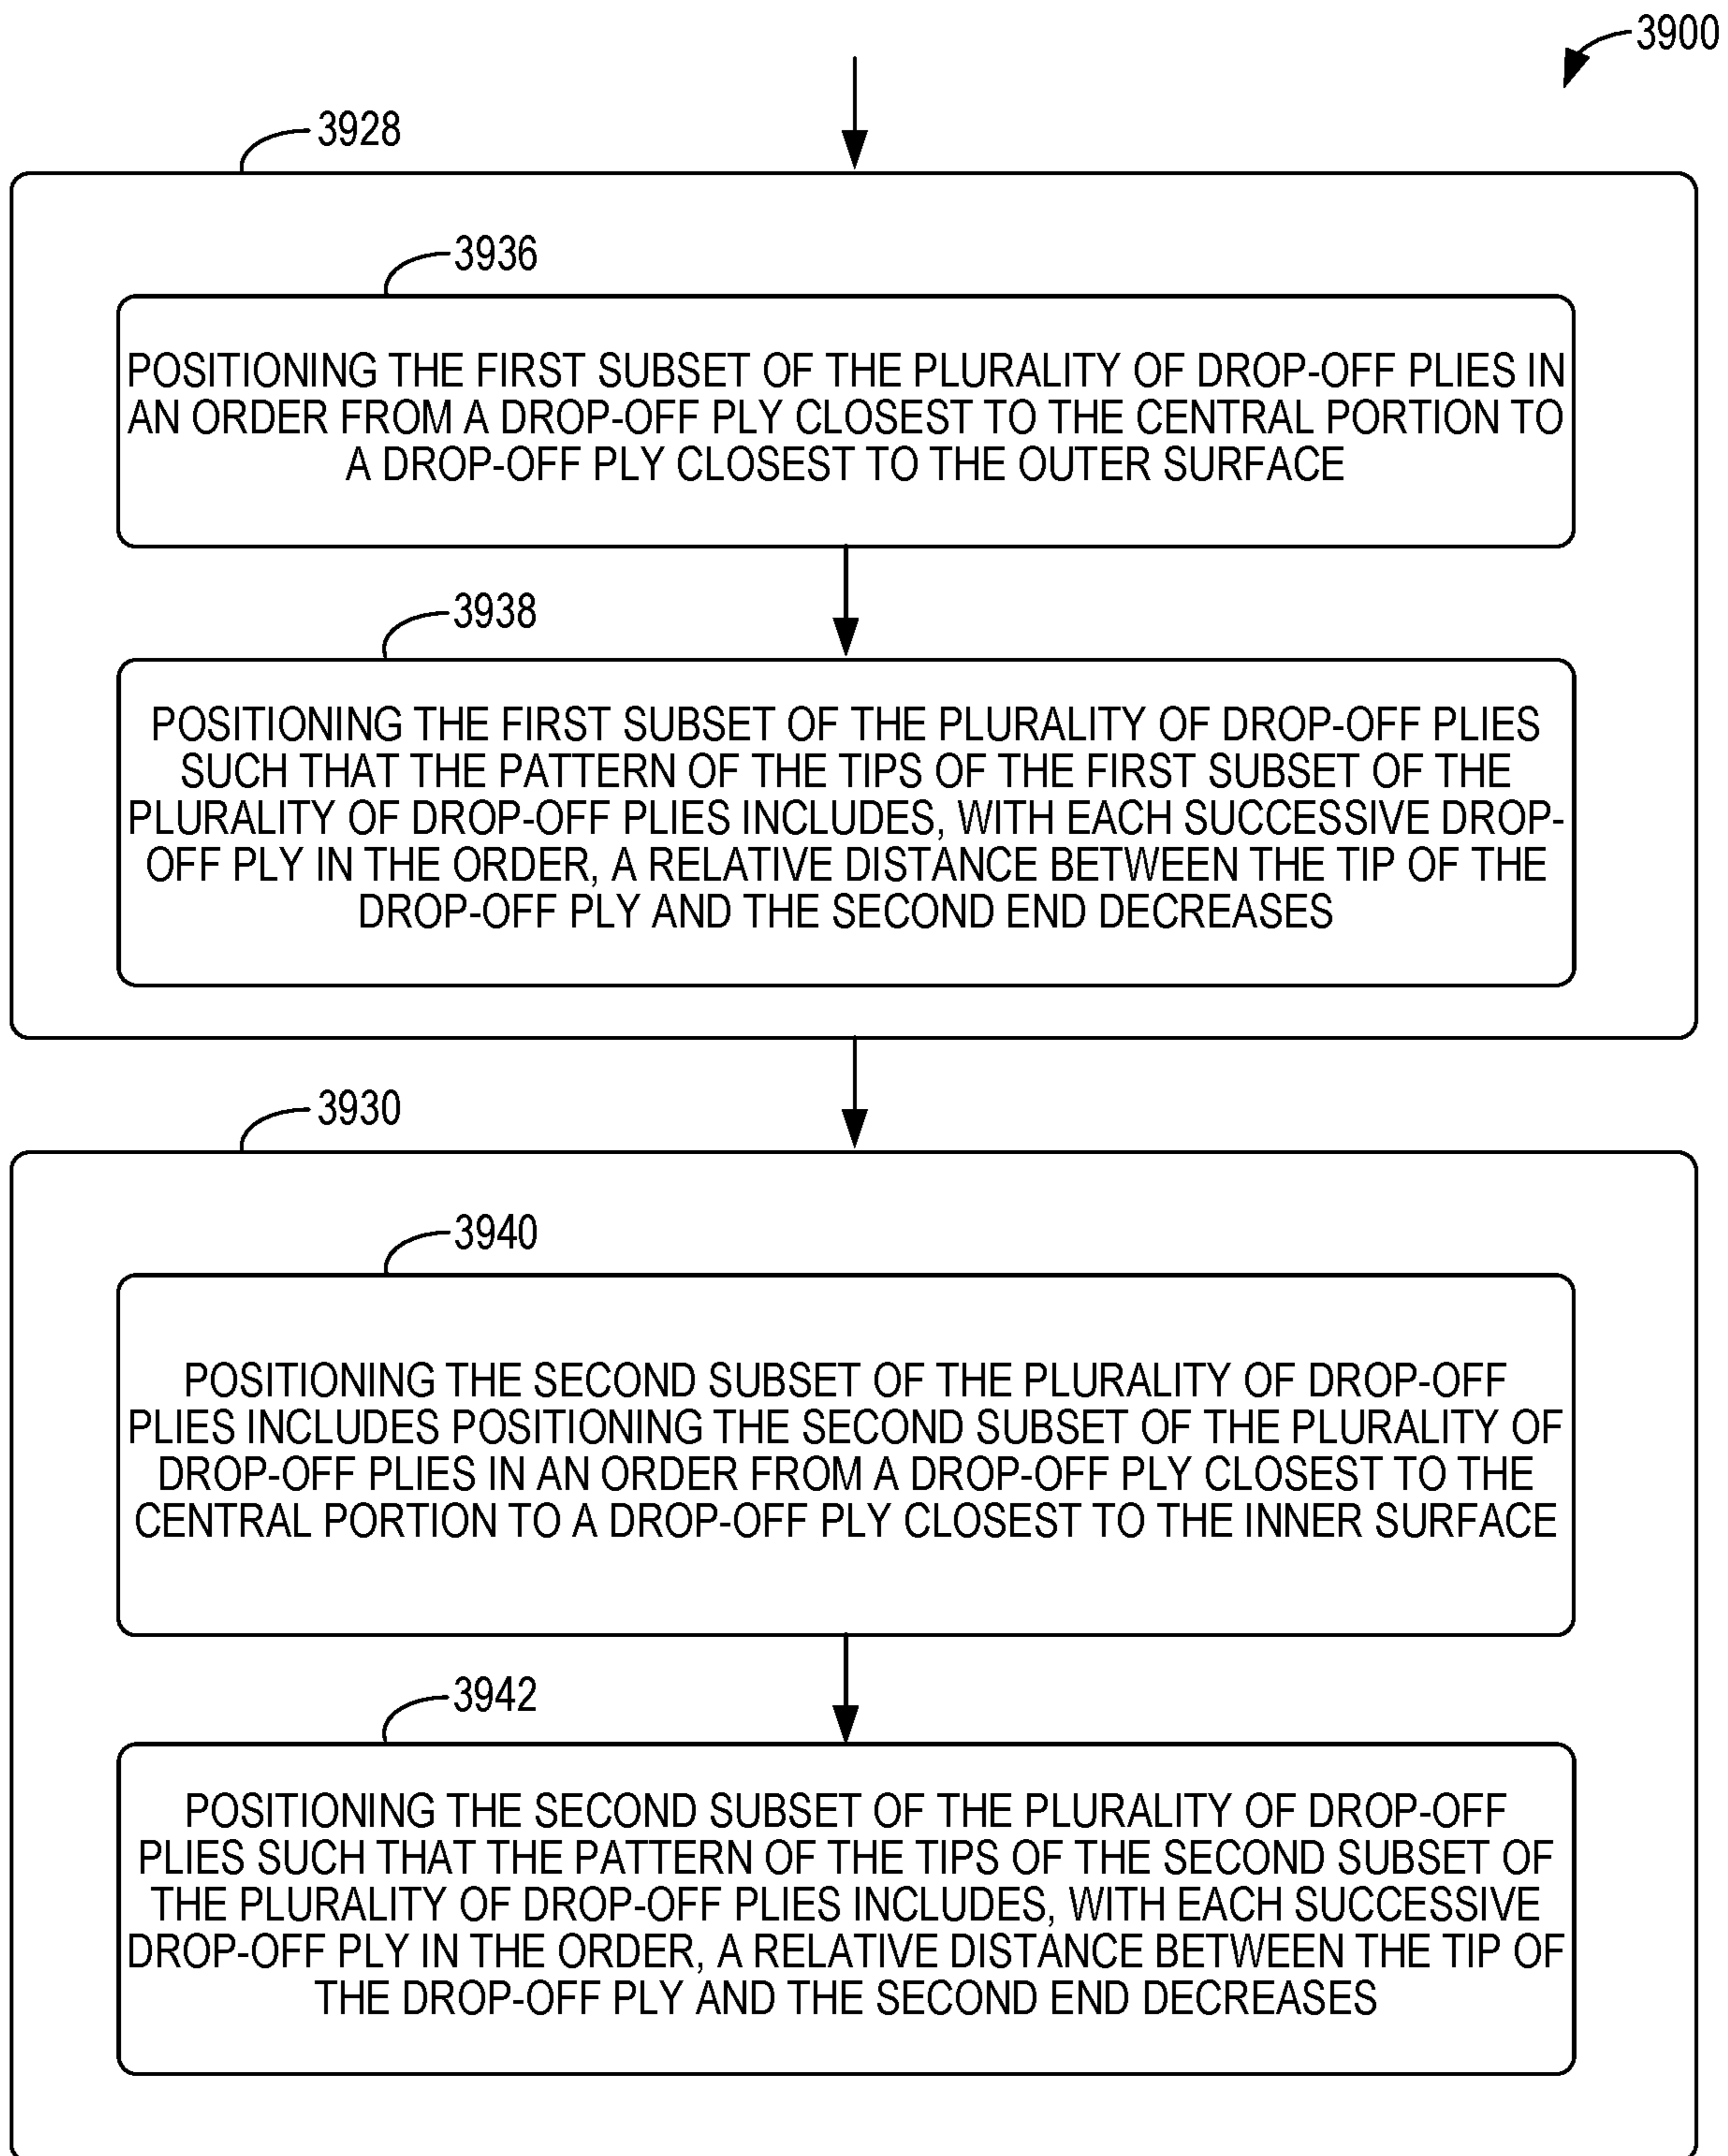 3900
3928
3936
POSITIONING THE FIRST SUBSET OF THE PLURALITY OF DROP-OFF PLIES IN
AN ORDER FROM A DROP-OFF PLY CLOSEST TO THE CENTRAL PORTION TO
A DROP-OFF PLY CLOSEST TO THE OUTER SURFACE
3938
POSITIONING THE FIRST SUBSET OF THE PLURALITY OF DROP-OFF PLIES
SUCH THAT THE PATTERN OF THE TIPS OF THE FIRST SUBSET OF THE
PLURALITY OF DROP-OFF PLIES INCLUDES, WITH EACH SUCCESSIVE DROP-
OFF PLY IN THE ORDER, A RELATIVE DISTANCE BETWEEN THE TIP OF THE
DROP-OFF PLY AND THE SECOND END DECREASES
3930
3940
POSITIONING THE SECOND SUBSET OF THE PLURALITY OF DROP-OFF
PLIES INCLUDES POSITIONING THE SECOND SUBSET OF THE PLURALITY OF
DROP-OFF PLIES IN AN ORDER FROM A DROP-OFF PLY CLOSEST TO THE
CENTRAL PORTION TO A DROP-OFF PLY CLOSEST TO THE INNER SURFACE
3942
POSITIONING THE SECOND SUBSET OF THE PLURALITY OF DROP-OFF
PLIES SUCH THAT THE PATTERN OF THE TIPS OF THE SECOND SUBSET OF
THE PLURALITY OF DROP-OFF PLIES INCLUDES, WITH EACH SUCCESSIVE
DROP-OFF PLY IN THE ORDER, A RELATIVE DISTANCE BETWEEN THE TIP OF
THE DROP-OFF PLY AND THE SECOND END DECREASES